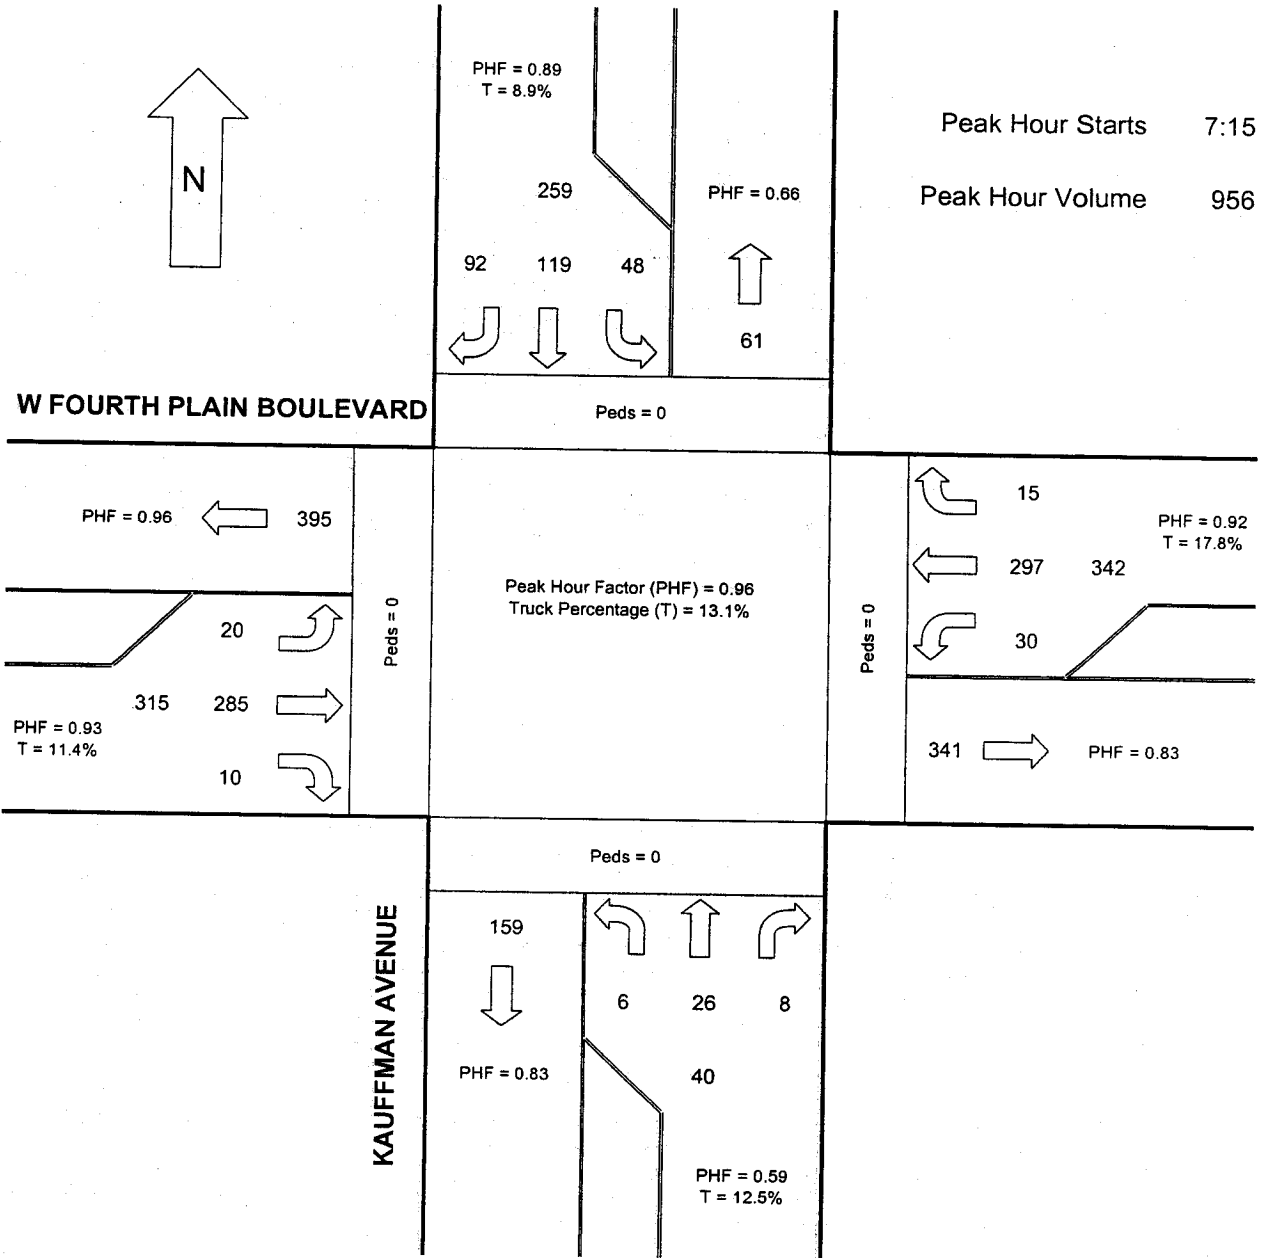 PHF = 0.89
T = 8.9%
Peak Hour Starts 7:15
N
259
PHF = 0.66
Peak Hour Volume 956
92 119 48
61
W FOURTH PLAIN BOULEVARD
Peds = 0
PHF = 0.96
395
15
PHF = 0.92
T = 17.8%
297 342
30
Peak Hour Factor (PHF) = 0.96
Truck Percentage (T) = 13.1%
Peds = 0
Peds = 0
20
315 285
PHF = 0.93
T = 11.4%
10
341
PHF = 0.83
Peds = 0
KAUFFMAN AVENUE
159
6 26 8
PHF = 0.83
40
PHF = 0.59
T = 12.5%